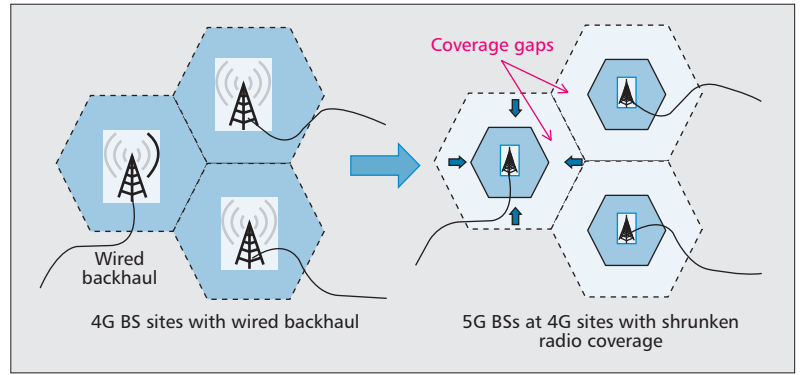 Coverage gaps
Wired
backhaul
4G BS sites with wired backhaul
5G BSs at 4G sites with shrunken
radio coverage